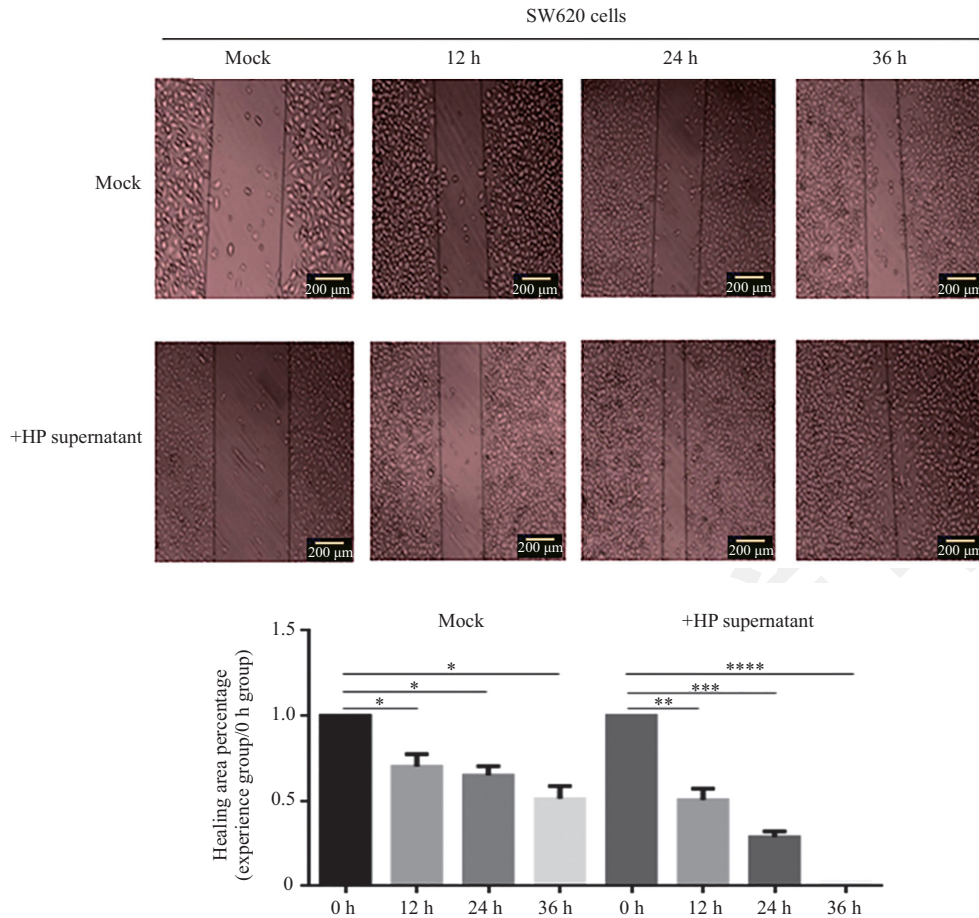 SW620 cells
Mock 12 h 24 h 36 h
Mock
200 μm 200 μm 200 μm 200 μm
+HP supernatant
200 μm 200 μm 200 μm 200 μm
Mock +HP supernatant
Healing area percentage
(experience group/0 h group)
1.5
1.0
0.5
0
* * * ** *** ****
0 h 12 h 24 h 36 h 0 h 12 h 24 h 36 h